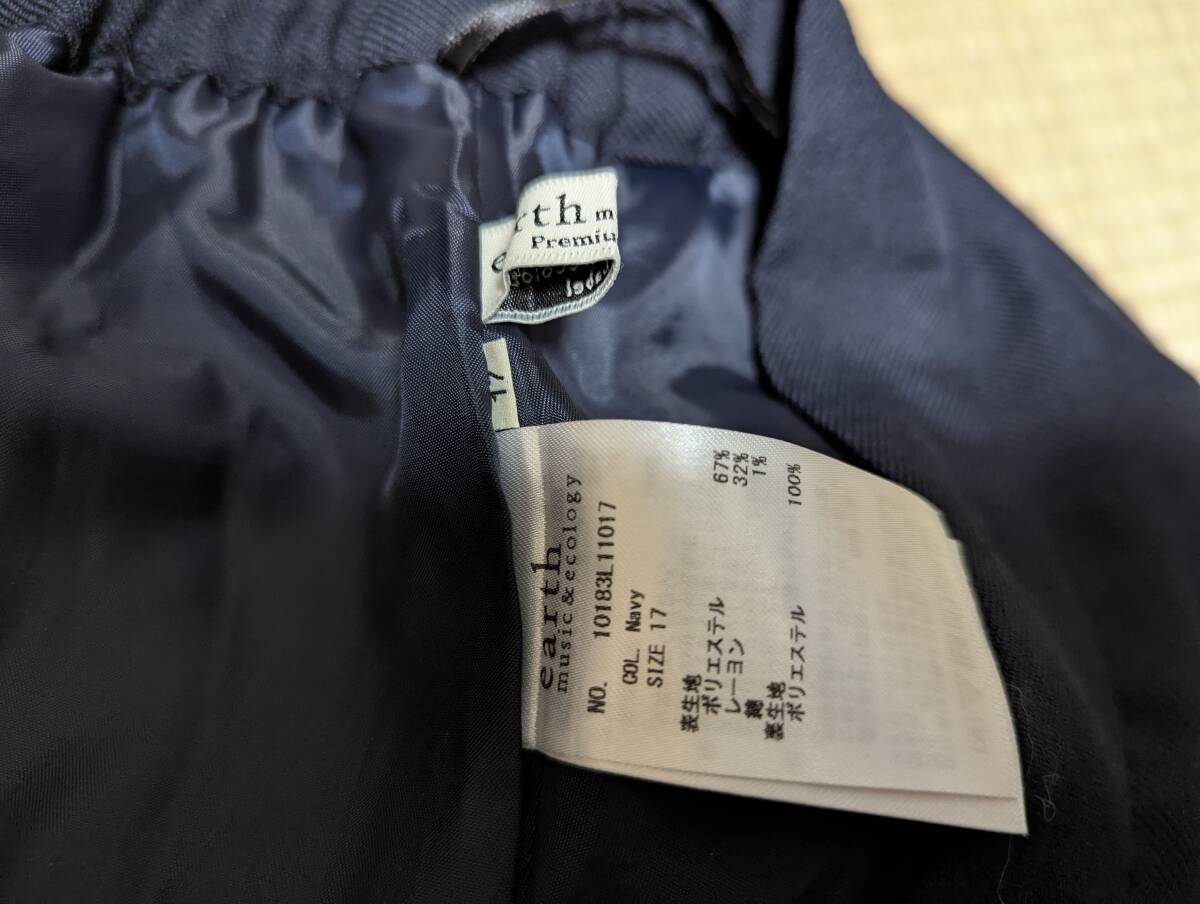 rth m
Premiu
e
label
17
earth
music & ecology
NO. 10183L11017
COL. Navy
SIZE 17
表生地
ポリエステル 67%
レーヨン 32%
綿 1%
裏生地
ポリエステル 100%